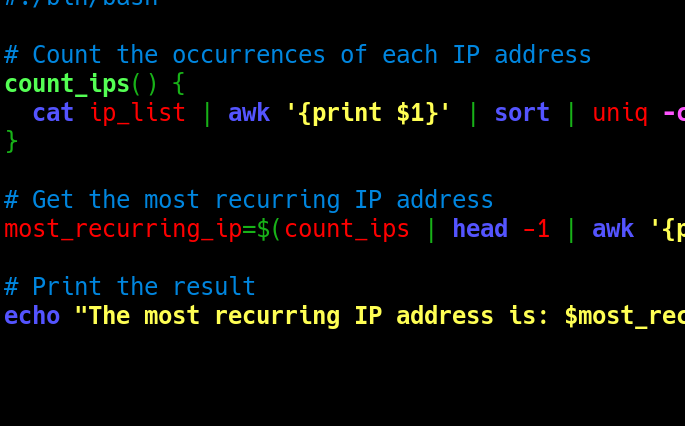 #!/bin/bash
# Count the occurrences of each IP address
count_ips() {
  cat ip_list | awk '{print $1}' | sort | uniq -c
}
# Get the most recurring IP address
most_recurring_ip=$(count_ips | head -1 | awk '{p
# Print the result
echo "The most recurring IP address is: $most_rec